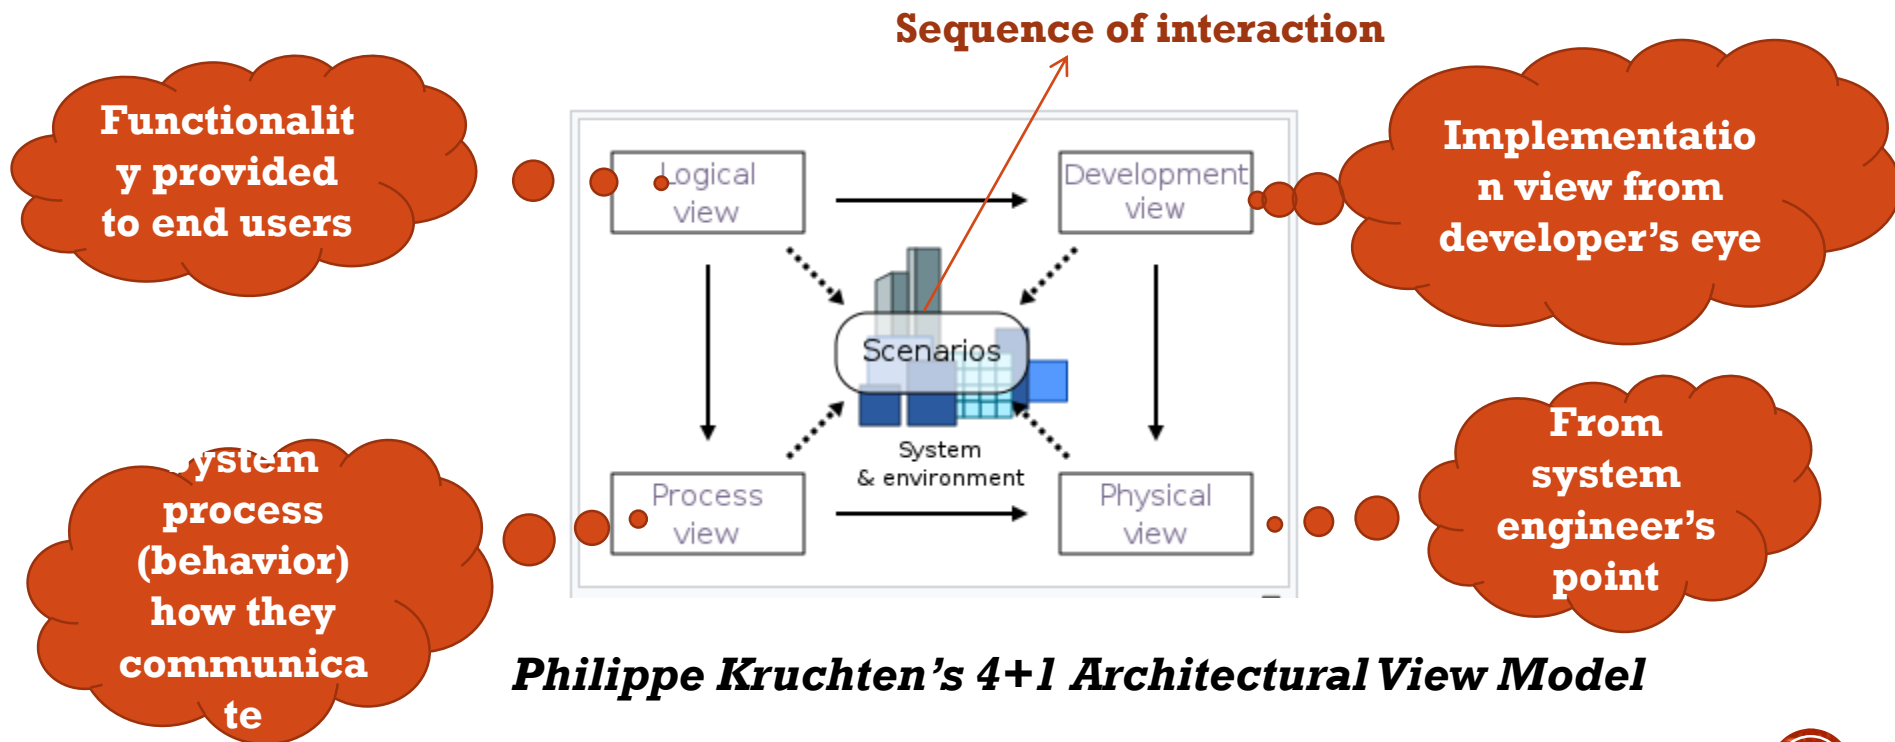 Sequence of interaction
Functionalit
y provided
to end users
Logical
view
Development
view
Implementatio
n view from
developer's eye
Scenarios
System
& environment
Process
view
Physical
view
System
process
(behavior)
how they
communica
te
From
system
engineer's
point
Philippe Kruchten's 4+1 Architectural View Model